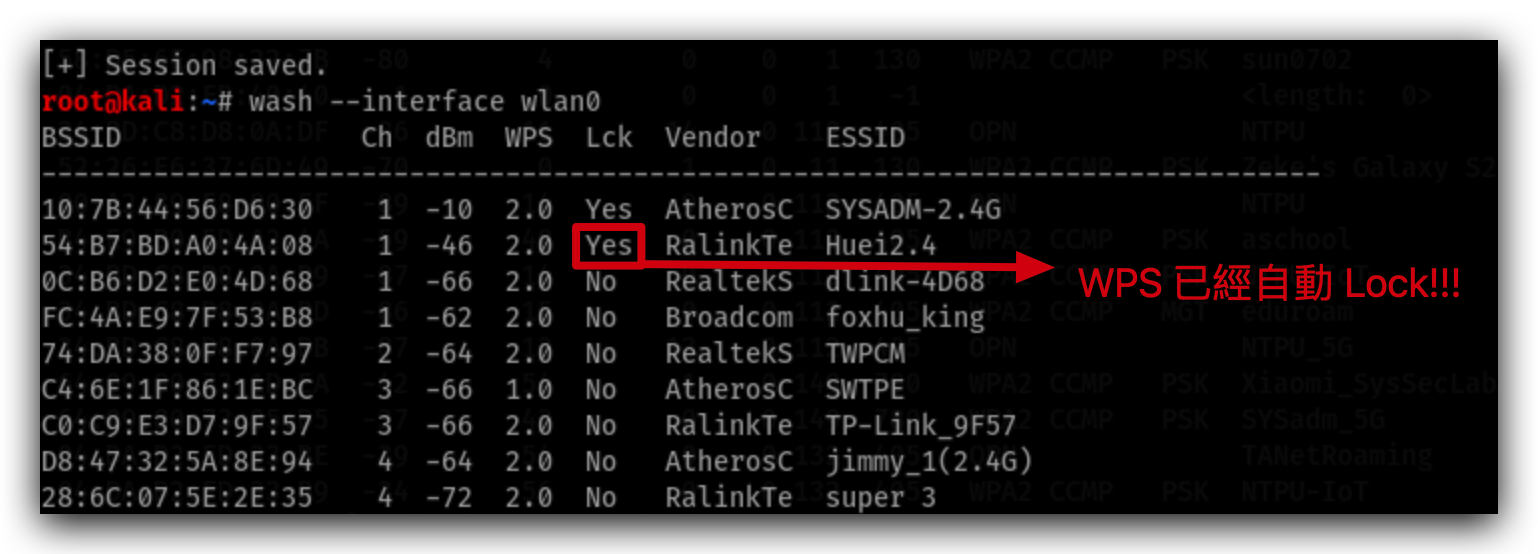 [+] Session saved.
root@kali:~# wash --interface wlan0
BSSID Ch dBm WPS Lck Vendor ESSID
--------------------------------------------------------------------------------
10:7B:44:56:D6:30 1 -10 2.0 Yes AtherosC SYSADM-2.4G
54:B7:BD:A0:4A:08 1 -46 2.0 Yes RalinkTe Huei2.4
WPS 已經自動 Lock!!!
0C:B6:D2:E0:4D:68 1 -66 2.0 No RealtekS dlink-4D68
FC:4A:E9:7F:53:B8 1 -62 2.0 No Broadcom foxhu_king
74:DA:38:0F:F7:97 2 -64 2.0 No RealtekS TWPCM
C4:6E:1F:86:1E:BC 3 -66 1.0 No AtherosC SWTPE
C0:C9:E3:D7:9F:57 3 -66 2.0 No RalinkTe TP-Link_9F57
D8:47:32:5A:8E:94 4 -64 2.0 No AtherosC jimmy_1(2.4G)
28:6C:07:5E:2E:35 4 -72 2.0 No RalinkTe super 3